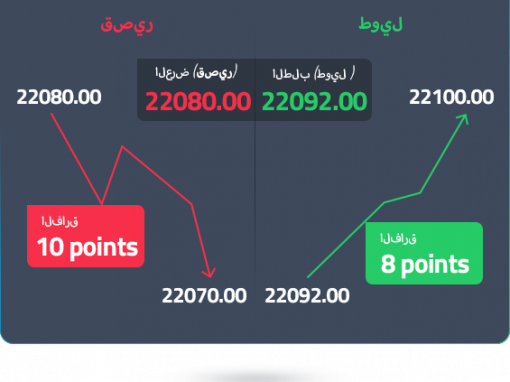 قصير
طويل
العرض (قصير)
22080.00
الطلب (طويل)
22092.00
22080.00
22100.00
الفارق
10 points
الفارق
8 points
22070.00
22092.00